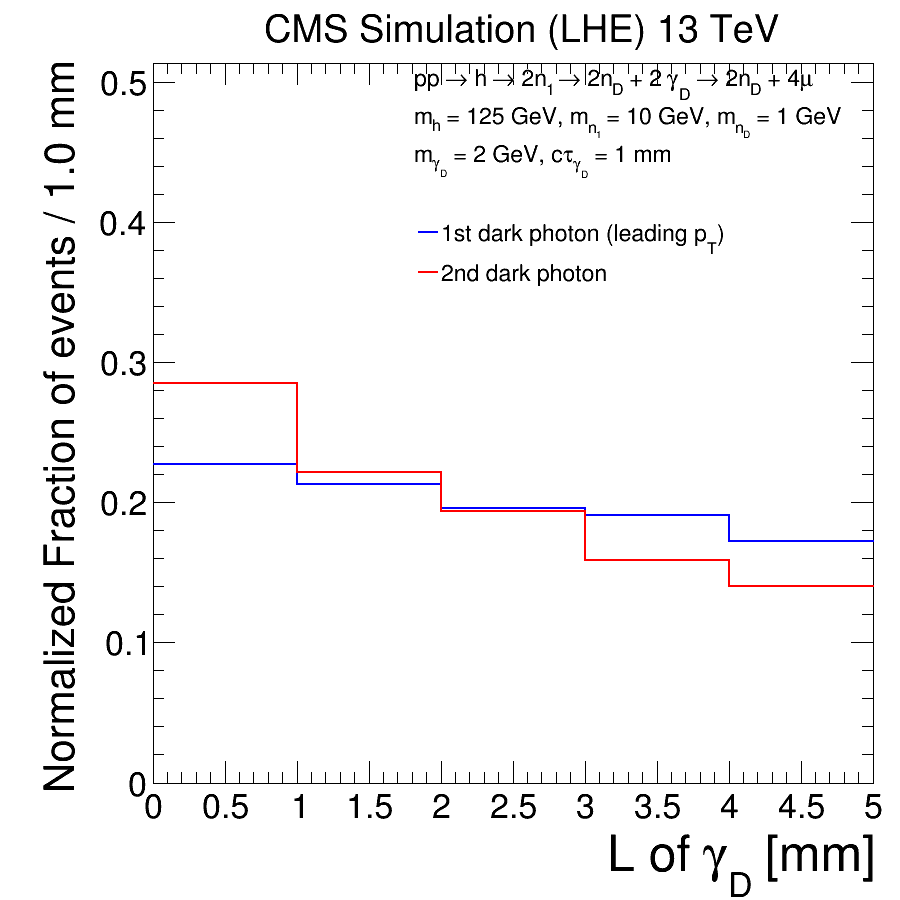 CMS Simulation (LHE) 13 TeV
pp → h → 2n1 → 2nD + 2 γD → 2nD + 4μ
mh = 125 GeV, mn1 = 10 GeV, mnD = 1 GeV
mγD = 2 GeV, cτγD = 1 mm
1st dark photon (leading pT)
2nd dark photon
Normalized Fraction of events / 1.0 mm
0.5
0.4
0.3
0.2
0.1
0
0 0.5 1 1.5 2 2.5 3 3.5 4 4.5 5
L of γD [mm]